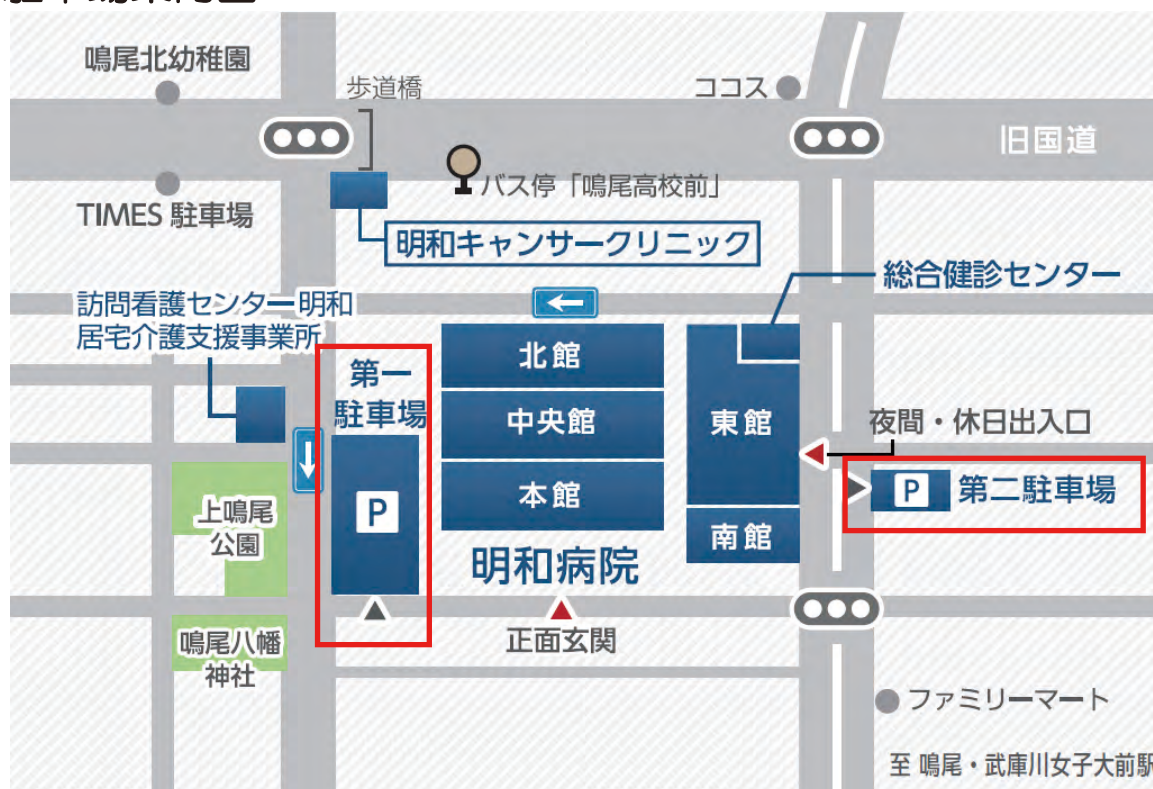 鳴尾北幼稚園
歩道橋
ココス
旧国道
TIMES 駐車場
バス停「鳴尾高校前」
明和キャンサークリニック
総合健診センター
訪問看護センター明和
居宅介護支援事業所
第一
駐車場
P
北館
中央館
本館
東館
南館
夜間・休日出入口
P 第二駐車場
上鳴尾
公園
明和病院
正面玄関
鳴尾八幡
神社
ファミリーマート
至 鳴尾・武庫川女子大前駅